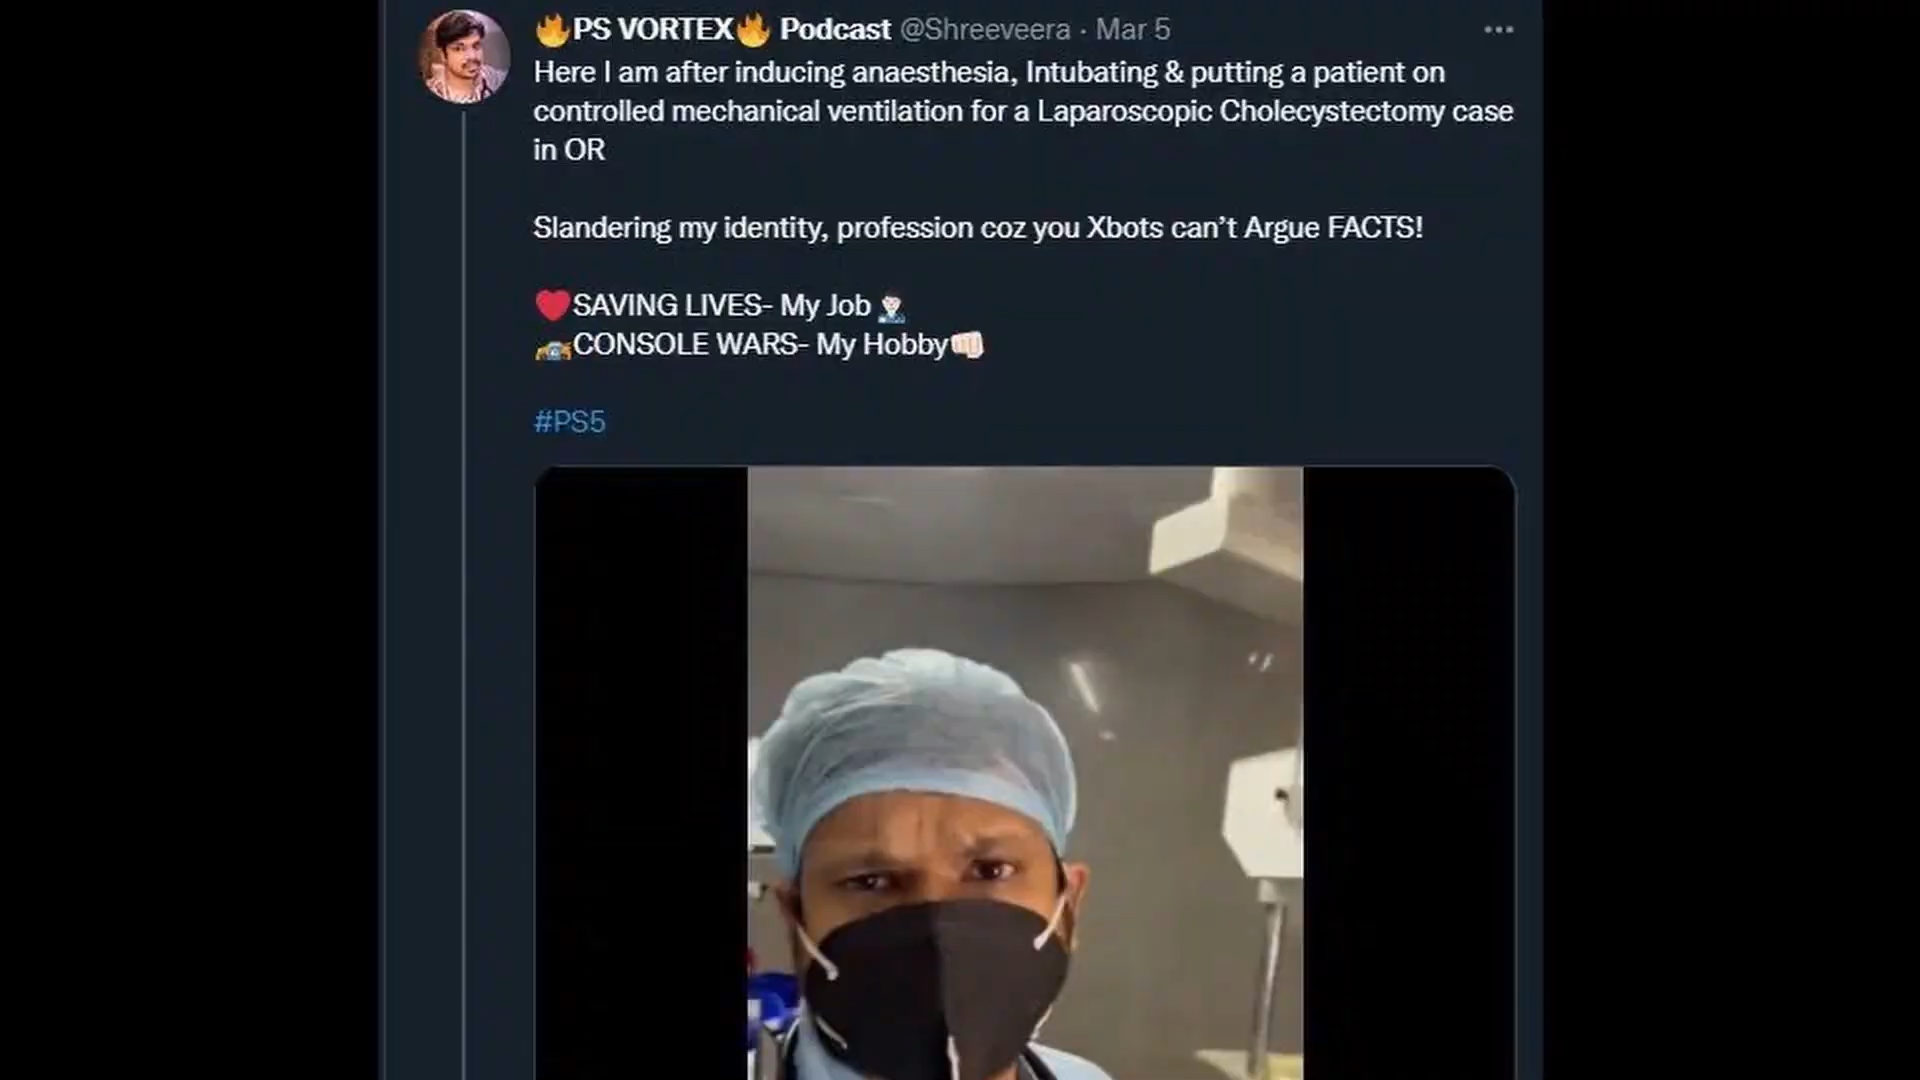 🔥PS VORTEX🔥 Podcast @Shreeveera · Mar 5
Here I am after inducing anaesthesia, Intubating & putting a patient on
controlled mechanical ventilation for a Laparoscopic Cholecystectomy case
in OR
Slandering my identity, profession coz you Xbots can’t Argue FACTS!
❤️SAVING LIVES- My Job 👨🏻‍⚕️
CONSOLE WARS- My Hobby👊🏻
#PS5